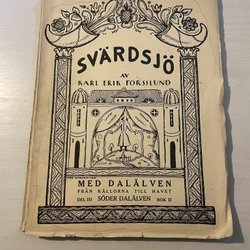 SVÄRDSJÖ
AV
KARL ERIK FORSSLUND
MED DALÄLVEN
FRÅN KÄLLORNA TILL HAVET
DEL III SÖDER DALÄLVEN BOK II